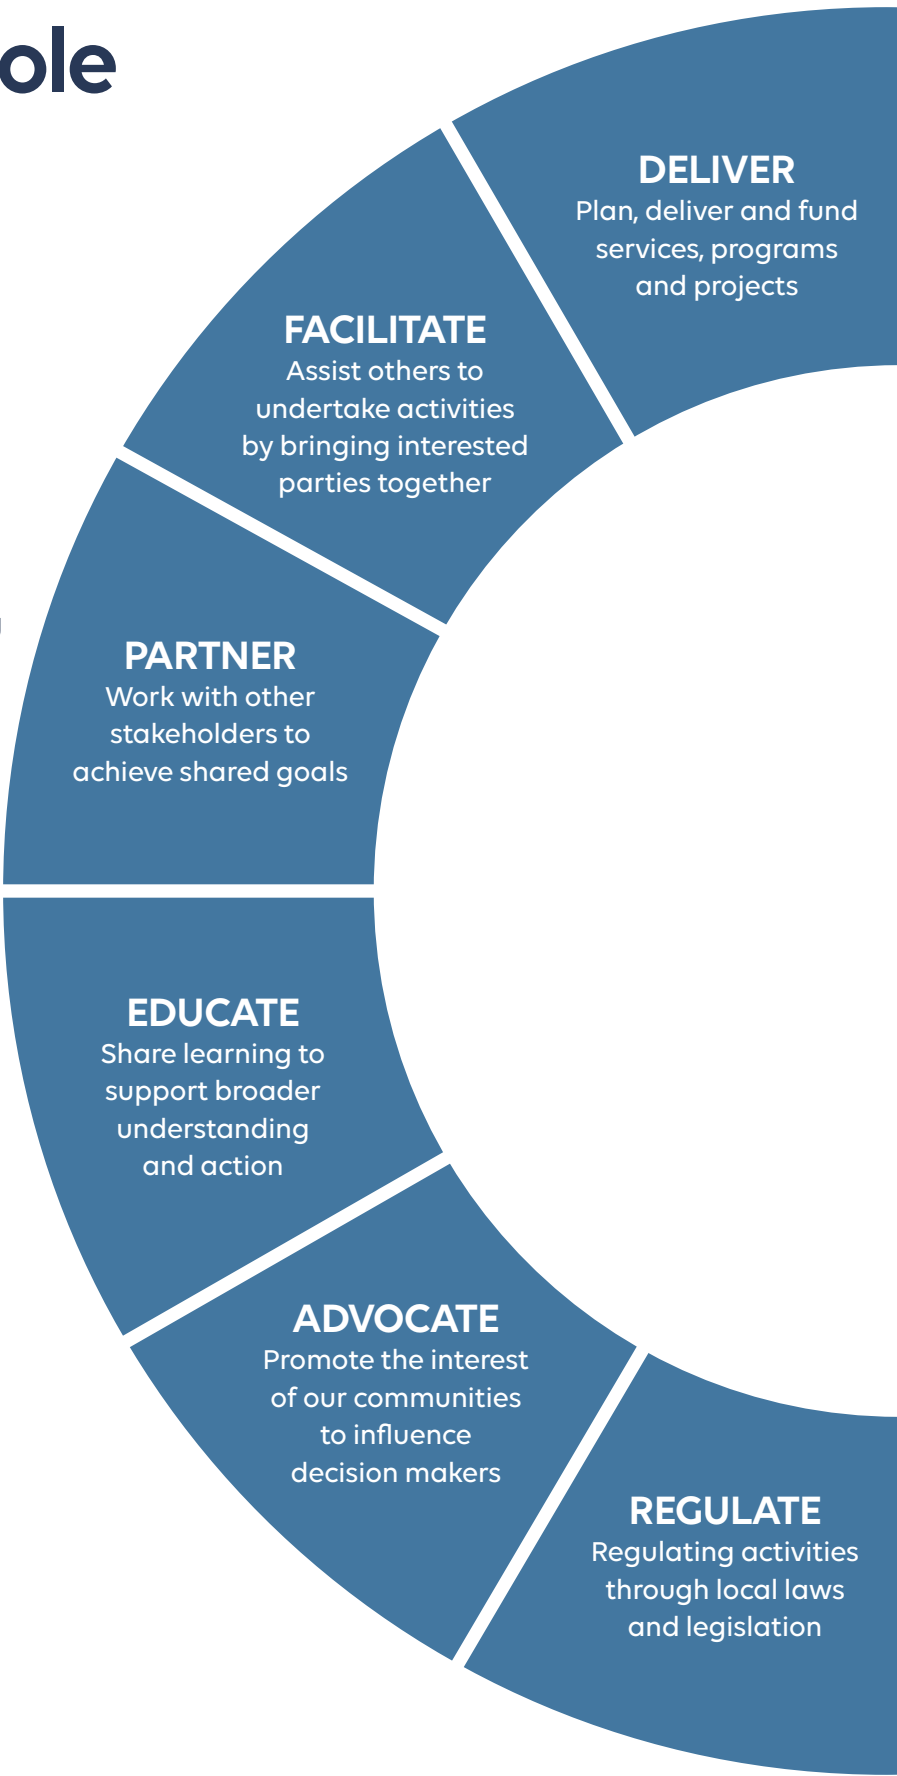 ole
DELIVER
Plan, deliver and fund
services, programs
and projects
FACILITATE
Assist others to
undertake activities
by bringing interested
parties together
PARTNER
Work with other
stakeholders to
achieve shared goals
EDUCATE
Share learning to
support broader
understanding
and action
ADVOCATE
Promote the interest
of our communities
to influence
decision makers
REGULATE
Regulating activities
through local laws
and legislation